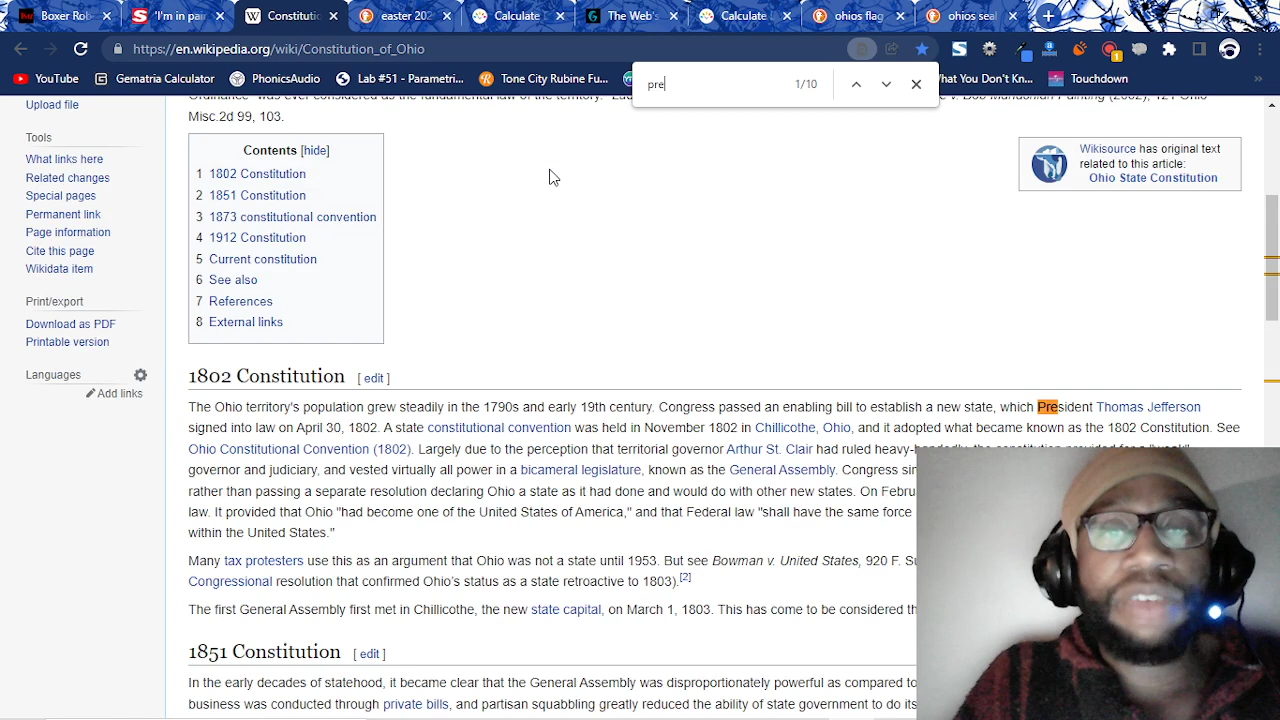 Boxer Rob
'I'm in pai
Constitutio
easter 202
Calculate D
The Web's
Calculate D
ohios flag
ohios seal
https://en.wikipedia.org/wiki/Constitution_of_Ohio
YouTube
Gematria Calculator
PhonicsAudio
Lab #51 - Parametri...
Tone City Rubine Fu...
What You Don't Kn...
Touchdown
»
pre
1/10
Upload file
Tools
What links here
Related changes
Special pages
Permanent link
Page information
Cite this page
Wikidata item
Print/export
Download as PDF
Printable version
Languages
Add links
Misc.2d 99, 103.
Contents [hide]
1 1802 Constitution
2 1851 Constitution
3 1873 constitutional convention
4 1912 Constitution
5 Current constitution
6 See also
7 References
8 External links
Wikisource has original text
related to this article:
Ohio State Constitution
1802 Constitution [ edit ]
The Ohio territory's population grew steadily in the 1790s and early 19th century. Congress passed an enabling bill to establish a new state, which President Thomas Jefferson
signed into law on April 30, 1802. A state constitutional convention was held in November 1802 in Chillicothe, Ohio, and it adopted what became known as the 1802 Constitution. See
Ohio Constitutional Convention (1802). Largely due to the perception that territorial governor Arthur St. Clair had ruled heavy-handedly, the constitution provided for a "weak"
governor and judiciary, and vested virtually all power in a bicameral legislature, known as the General Assembly. Congress sim
rather than passing a separate resolution declaring Ohio a state as it had done and would do with other new states. On Febru
law. It provided that Ohio "had become one of the United States of America," and that Federal law "shall have the same force
within the United States."
Many tax protesters use this as an argument that Ohio was not a state until 1953. But see Bowman v. United States, 920 F. Su
Congressional resolution that confirmed Ohio's status as a state retroactive to 1803).[2]
The first General Assembly first met in Chillicothe, the new state capital, on March 1, 1803. This has come to be considered th
1851 Constitution [ edit ]
In the early decades of statehood, it became clear that the General Assembly was disproportionately powerful as compared to
business was conducted through private bills, and partisan squabbling greatly reduced the ability of state government to do its